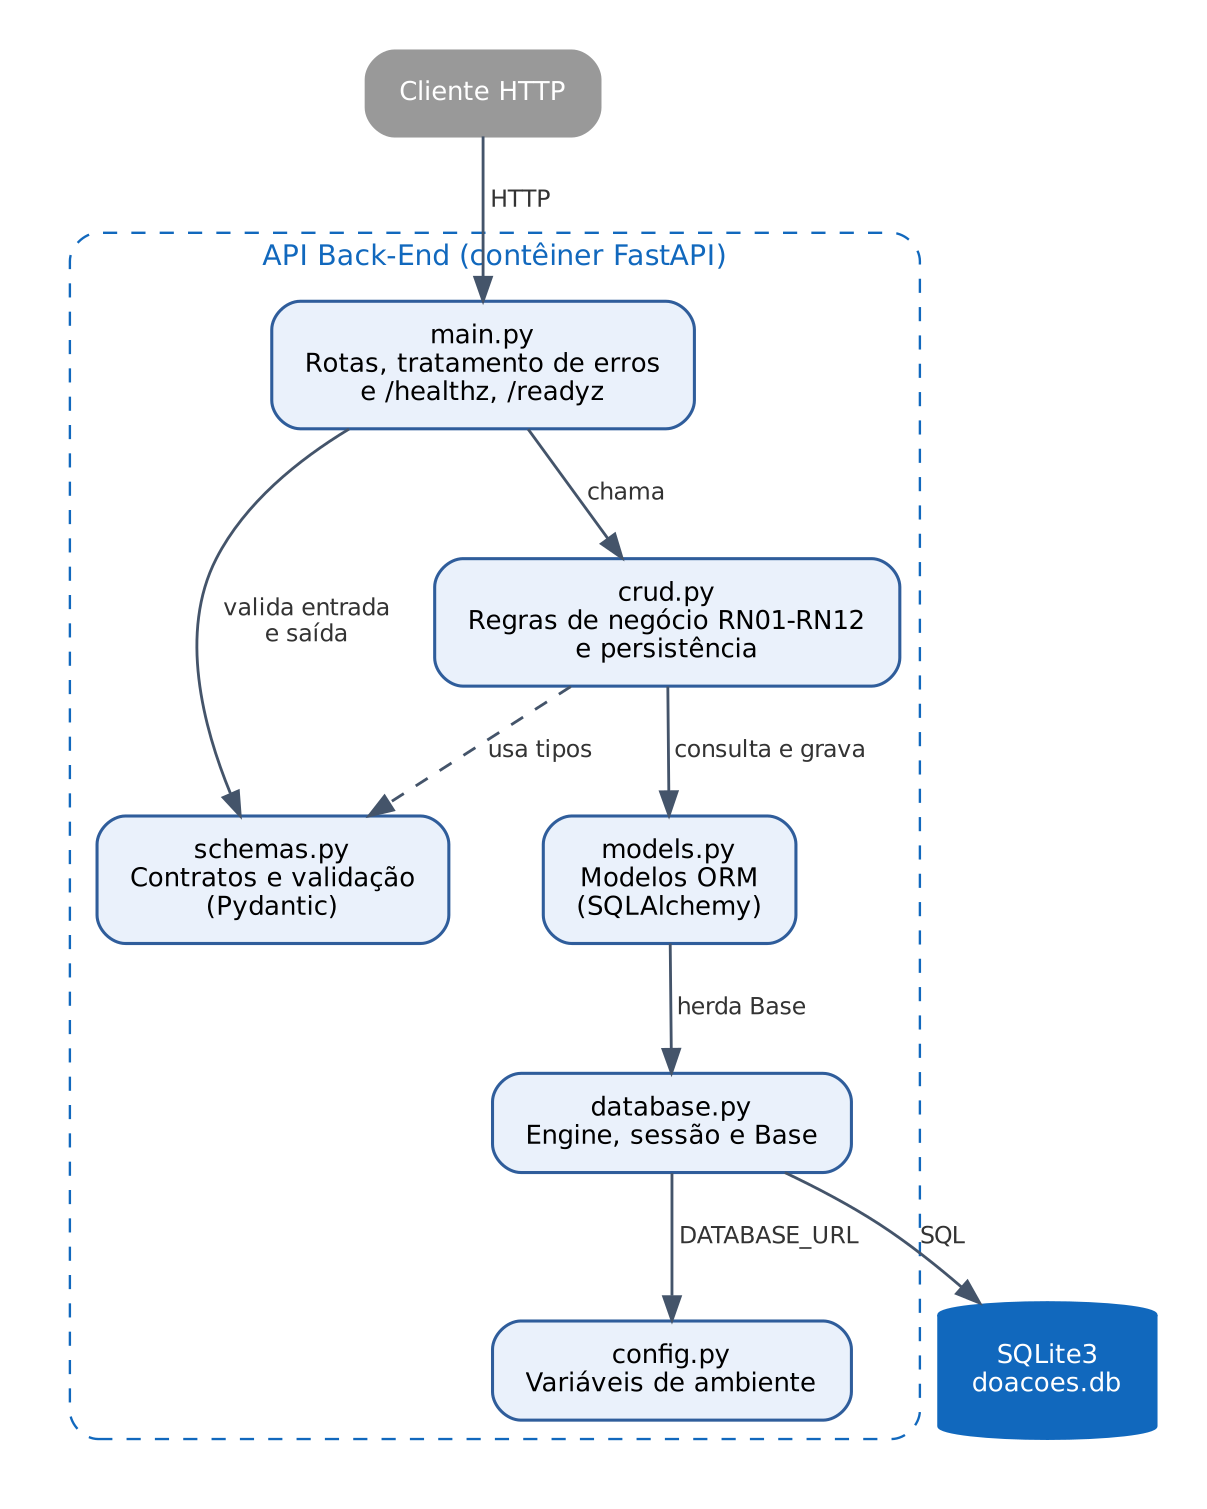 Cliente HTTP
HTTP
API Back-End (contêiner FastAPI)
main.py
Rotas, tratamento de erros
e /healthz, /readyz
chama
valida entrada
e saída
crud.py
Regras de negócio RN01-RN12
e persistência
usa tipos
consulta e grava
schemas.py
Contratos e validação
(Pydantic)
models.py
Modelos ORM
(SQLAlchemy)
herda Base
database.py
Engine, sessão e Base
DATABASE_URL
SQL
config.py
Variáveis de ambiente
SQLite3
doacoes.db